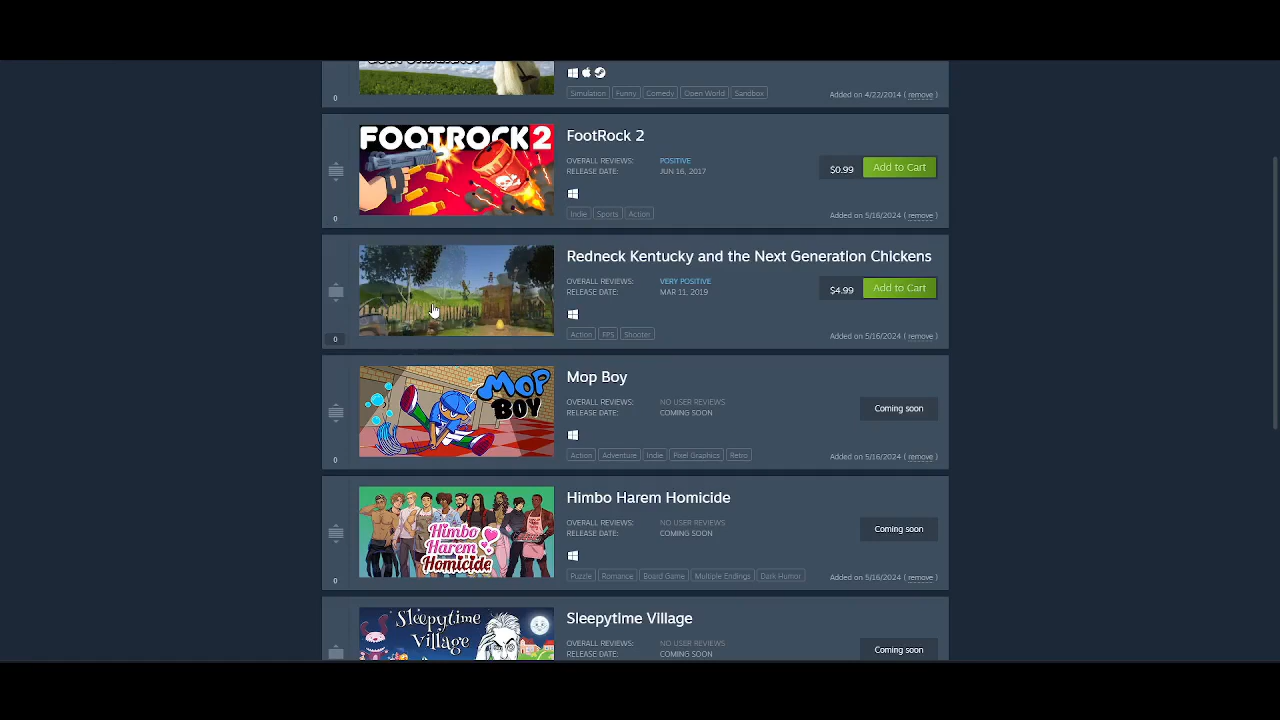 0
Simulation Funny Comedy Open World Sandbox
Added on 4/22/2014 ( remove )
FOOTROCK 2
FootRock 2
OVERALL REVIEWS: POSITIVE
RELEASE DATE: JUN 16, 2017
$0.99 Add to Cart
0
Indie Sports Action
Added on 5/16/2024 ( remove )
Redneck Kentucky and the Next Generation Chickens
OVERALL REVIEWS: VERY POSITIVE
RELEASE DATE: MAR 11, 2019
$4.99 Add to Cart
0
Action FPS Shooter
Added on 5/16/2024 ( remove )
MOP
BOY
Mop Boy
OVERALL REVIEWS: NO USER REVIEWS
RELEASE DATE: COMING SOON
Coming soon
0
Action Adventure Indie Pixel Graphics Retro
Added on 5/16/2024 ( remove )
Himbo
Harem
Homicide
Himbo Harem Homicide
OVERALL REVIEWS: NO USER REVIEWS
RELEASE DATE: COMING SOON
Coming soon
0
Puzzle Romance Board Game Multiple Endings Dark Humor
Added on 5/16/2024 ( remove )
Sleepytime
Village
Sleepytime Village
OVERALL REVIEWS: NO USER REVIEWS
RELEASE DATE: COMING SOON
Coming soon